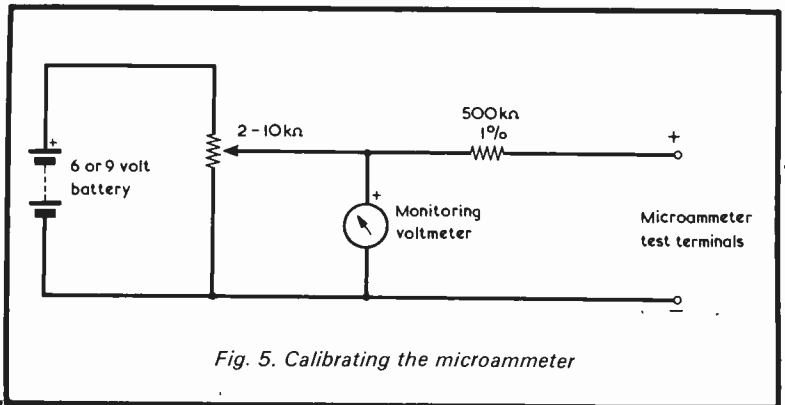 500kΩ
1%
2-10kΩ
+
+
6 or 9 volt
battery
+
Monitoring
voltmeter
Microammeter
test terminals
−
Fig. 5. Calibrating the microammeter